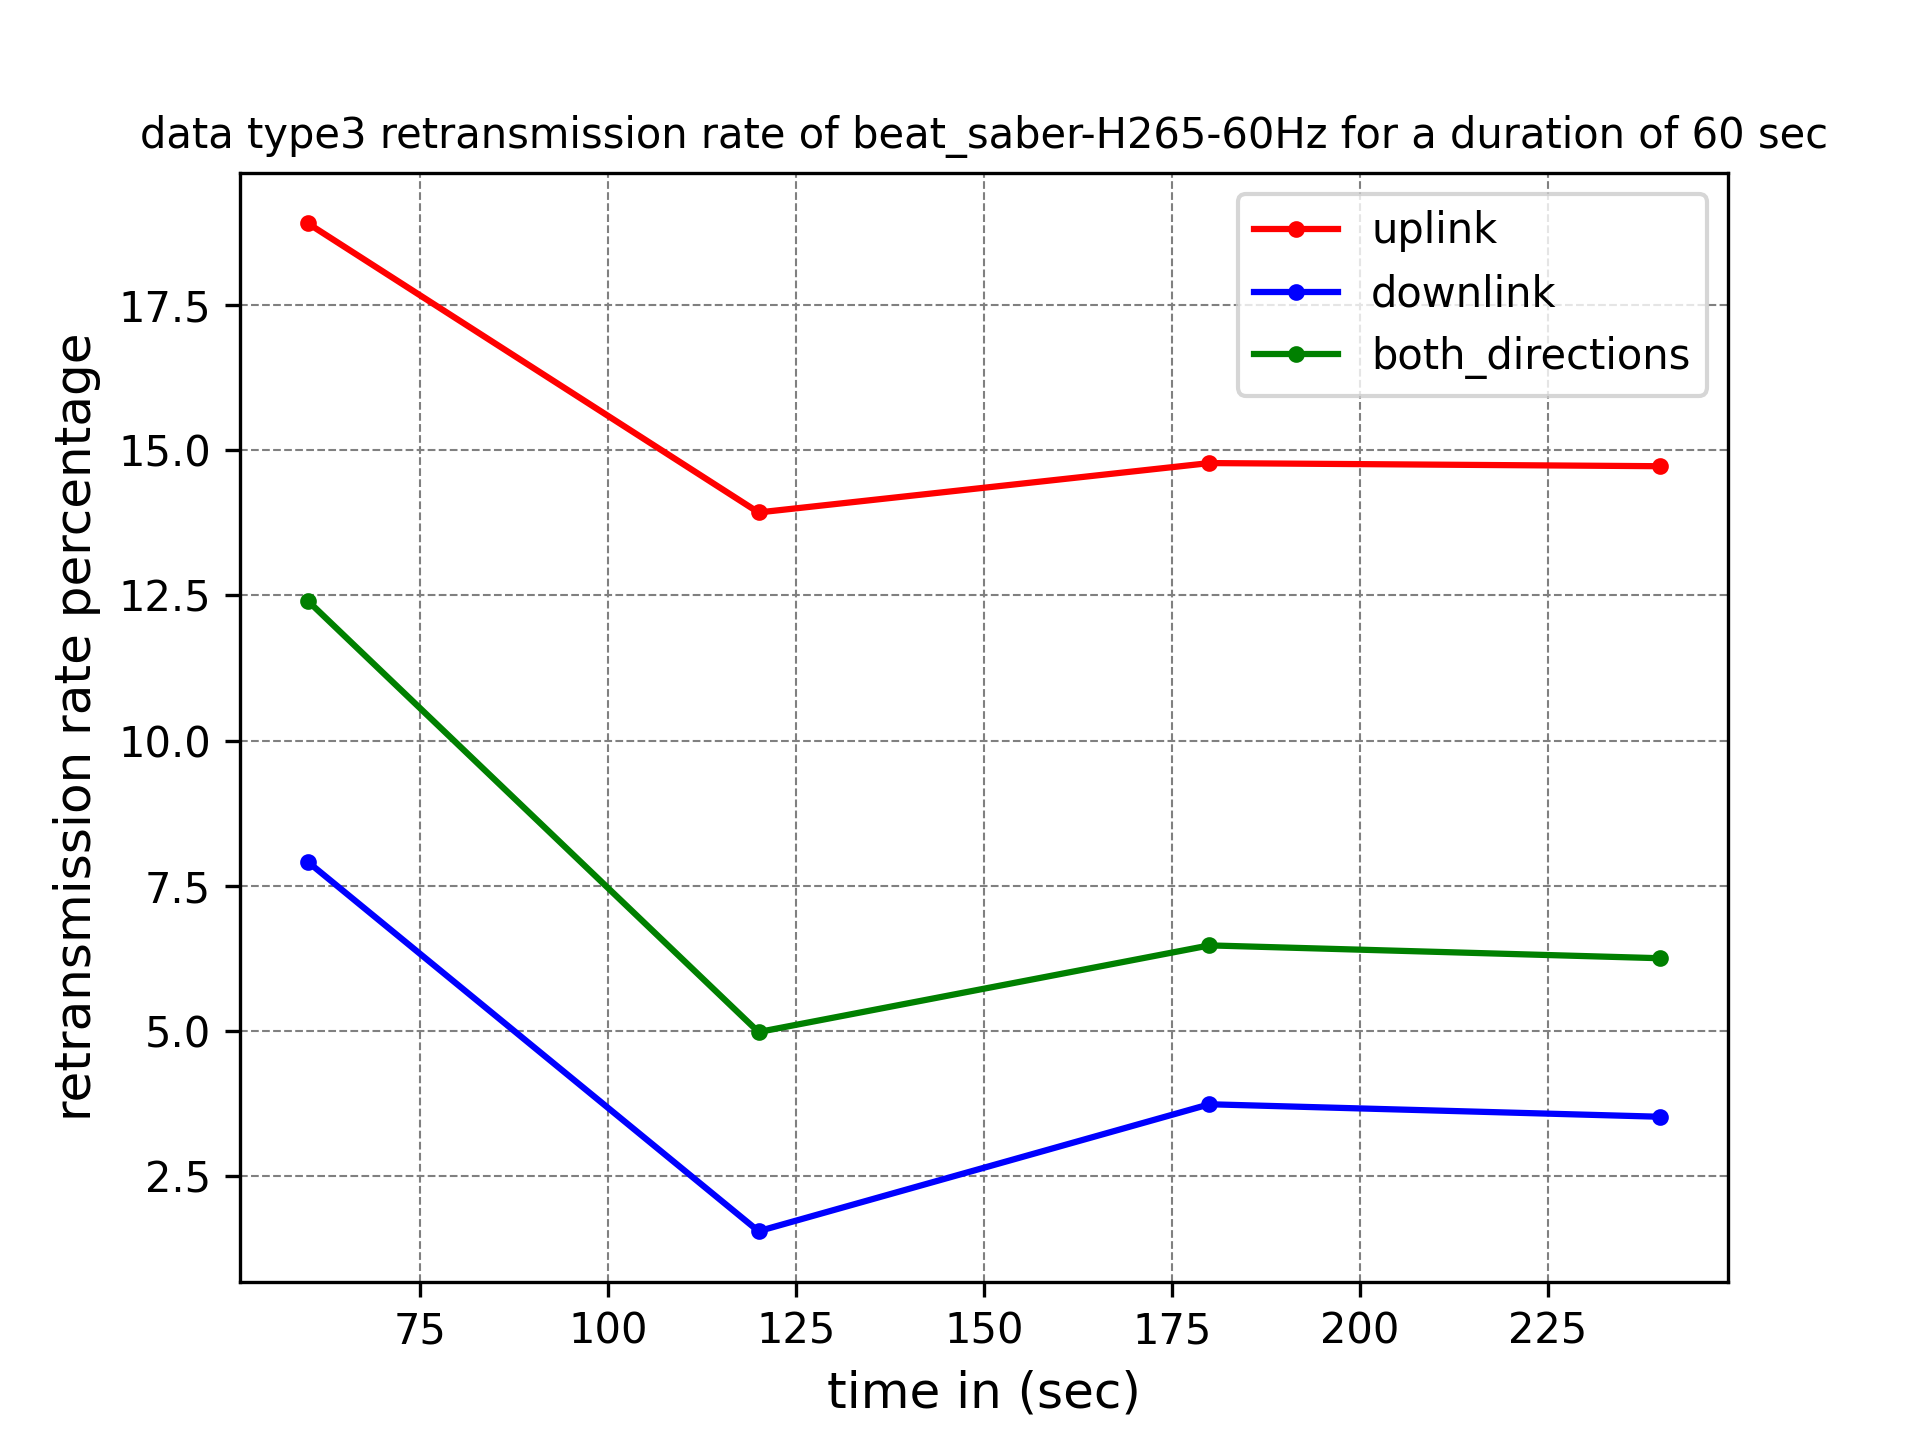 data type3 retransmission rate of beat_saber-H265-60Hz for a duration of 60 sec
uplink
downlink
both_directions
retransmission rate percentage
17.5
15.0
12.5
10.0
7.5
5.0
2.5
75 100 125 150 175 200 225
time in (sec)